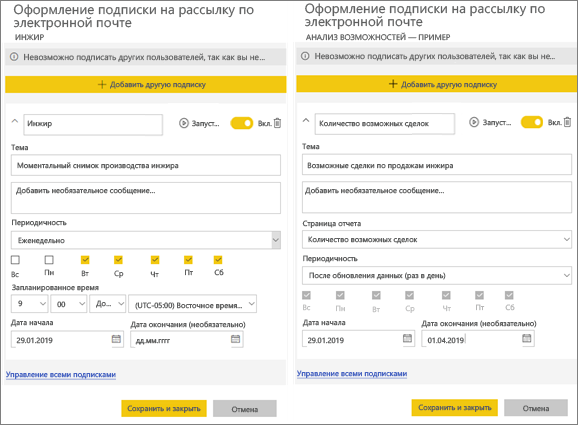 Оформление подписки на рассылку по
электронной почте
ИНЖИР
Невозможно подписать других пользователей, так как вы не...
Добавить другую подписку
Инжир
Запуст...
Вкл.
Тема
Моментальный снимок производства инжира
Добавить необязательное сообщение...
Периодичность
Еженедельно
Вс Пн Вт Ср Чт Пт Сб
Запланированное время
9 00 До... (UTC-05:00) Восточное время...
Дата начала Дата окончания (необязательно)
29.01.2019 дд.мм.гггг
Управление всеми подписками
Сохранить и закрыть Отмена
Оформление подписки на рассылку по
электронной почте
АНАЛИЗ ВОЗМОЖНОСТЕЙ — ПРИМЕР
Невозможно подписать других пользователей, так как вы не...
Добавить другую подписку
Количество возможных сделок
Запуст...
Вкл.
Тема
Возможные сделки по продажам инжира
Добавить необязательное сообщение...
Страница отчета
Количество возможных сделок
Периодичность
После обновления данных (раз в день)
Вс Пн Вт Ср Чт Пт Сб
Дата начала Дата окончания (необязательно)
29.01.2019 01.04.2019
Управление всеми подписками
Сохранить и закрыть Отмена